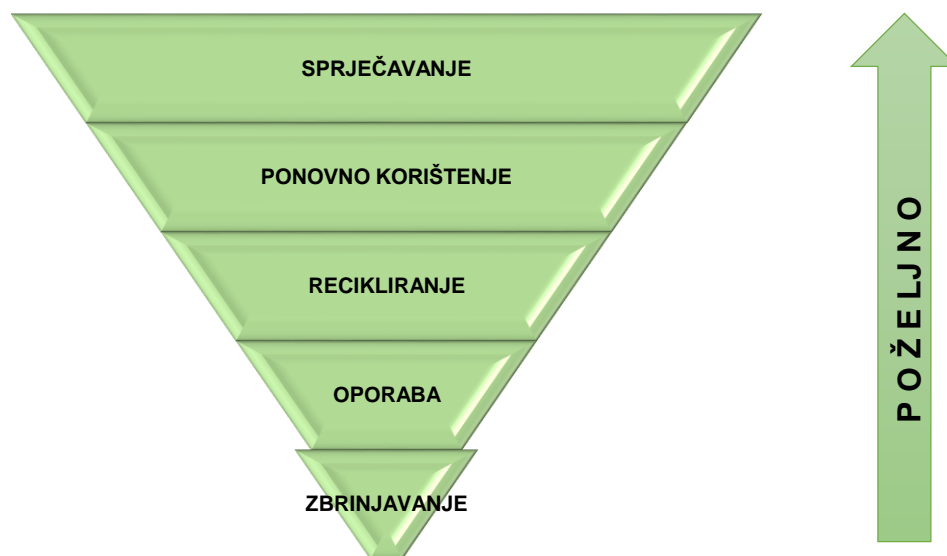 SPRJEČAVANJE
PONOVNO KORIŠTENJE
RECIKLIRANJE
OPORABA
ZBRINJAVANJE
POŽELJNO